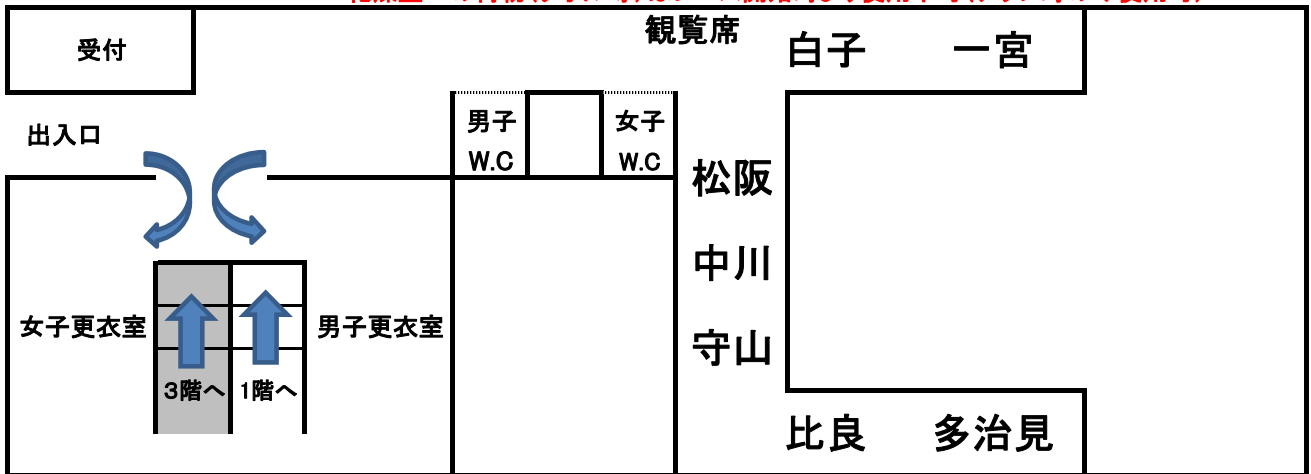 観覧席
白子 一宮
受付
男子
W.C
女子
W.C
出入口
松阪
中川
守山
女子更衣室
男子更衣室
3階へ
1階へ
比良 多治見